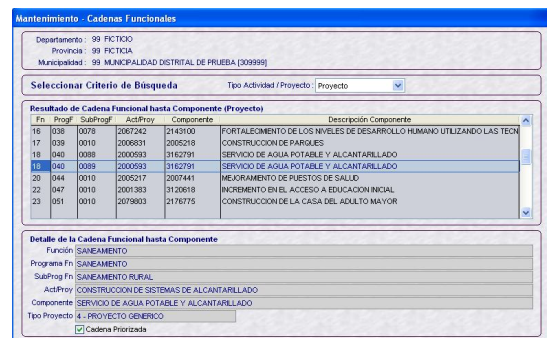 Mantenimiento - Cadenas Funcionales
Departamento : 99 FICTICIO
Provincia : 99 FICTICIA
Municipalidad : 99 MUNICIPALIDAD DISTRITAL DE PRUEBA [309999]
Seleccionar Criterio de Búsqueda Tipo Actividad / Proyecto : Proyecto
Resultado de Cadena Funcional hasta Componente (Proyecto)
Fn ProgF SubProgF Act/Proy Componente Descripción Componente
16 038 0078 2067242 2143100 FORTALECIMIENTO DE LOS NIVELES DE DESARROLLO HUMANO UTILIZANDO LAS TECN
17 039 0010 2006831 2005218 CONSTRUCCION DE PARQUES
18 040 0088 2000593 3162791 SERVICIO DE AGUA POTABLE Y ALCANTARILLADO
18 040 0089 2000593 3162791 SERVICIO DE AGUA POTABLE Y ALCANTARILLADO
20 044 0010 2005217 2007441 MEJORAMIENTO DE PUESTOS DE SALUD
22 047 0010 2001383 3120618 INCREMENTO EN EL ACCESO A EDUCACION INICIAL
23 051 0010 2079803 2176775 CONSTRUCCION DE LA CASA DEL ADULTO MAYOR
Detalle de la Cadena Funcional hasta Componente
Función SANEAMIENTO
Programa Fn SANEAMIENTO
SubProg Fn SANEAMIENTO RURAL
Act/Proy CONSTRUCCION DE SISTEMAS DE ALCANTARILLADO
Componente SERVICIO DE AGUA POTABLE Y ALCANTARILLADO
Tipo Proyecto 4 - PROYECTO GENERICO
Cadena Priorizada